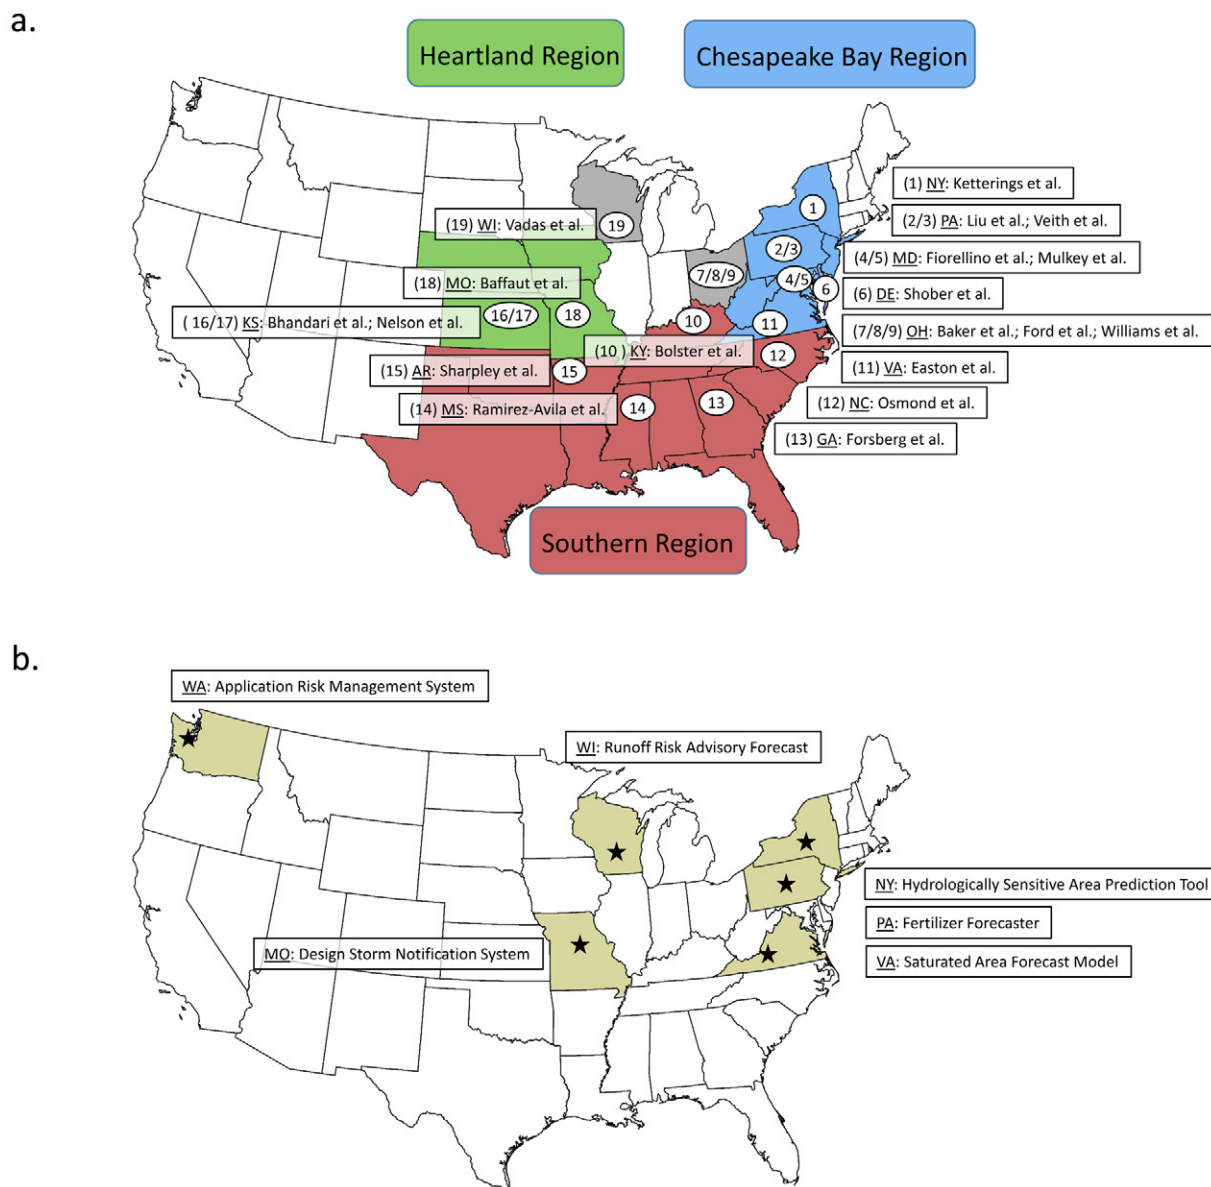 a.
Heartland Region
Chesapeake Bay Region
(1) NY: Ketterings et al.
(19) WI: Vadas et al.
19
1
(2/3) PA: Liu et al.; Veith et al.
2/3
(4/5) MD: Fiorellino et al.; Mulkey et al.
(18) MO: Baffaut et al.
7/8/9
4/5
6
(6) DE: Shober et al.
( 16/17) KS: Bhandari et al.; Nelson et al.
16/17
18
10
11
(7/8/9) OH: Baker et al.; Ford et al.; Williams et al.
(10 ) KY: Bolster et al.
12
(15) AR: Sharpley et al.
15
(11) VA: Easton et al.
(14) MS: Ramirez-Avila et al.
14
13
(12) NC: Osmond et al.
(13) GA: Forsberg et al.
Southern Region
b.
WA: Application Risk Management System
WI: Runoff Risk Advisory Forecast
NY: Hydrologically Sensitive Area Prediction Tool
PA: Fertilizer Forecaster
MO: Design Storm Notification System
VA: Saturated Area Forecast Model